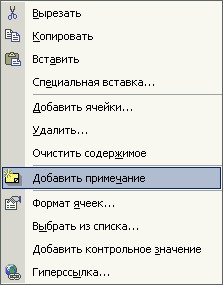 Вырезать
Копировать
Вставить
Специальная вставка...
Добавить ячейки...
Удалить...
Очистить содержимое
Добавить примечание
Формат ячеек...
Выбрать из списка...
Добавить контрольное значение
Гиперссылка...